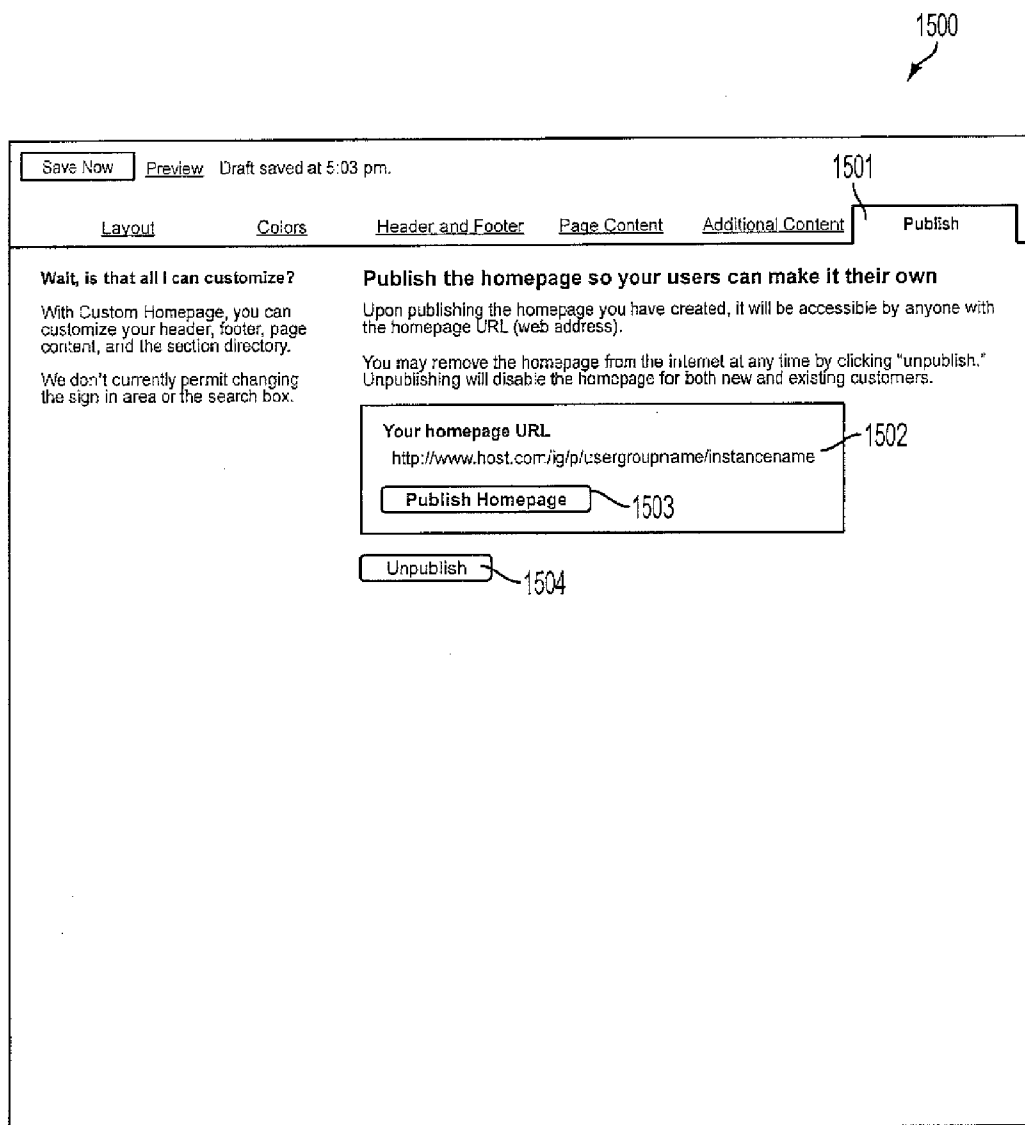 1500
Save Now Preview Draft saved at 5:03 pm.
1501
Layout Colors Header and Footer Page Content Additional Content Publish
Wait, is that all I can customize?
With Custom Homepage, you can
customize your header, footer, page
content, and the section directory.
We don't currently permit changing
the sign in area or the search box.
Publish the homepage so your users can make it their own
Upon publishing the homepage you have created, it will be accessible by anyone with
the homepage URL (web address).
You may remove the homepage from the internet at any time by clicking "unpublish."
Unpublishing will disable the homepage for both new and existing customers.
Your homepage URL
1502
http://www.host.com/ig/p/usergroupname/instancename
Publish Homepage
1503
Unpublish
1504